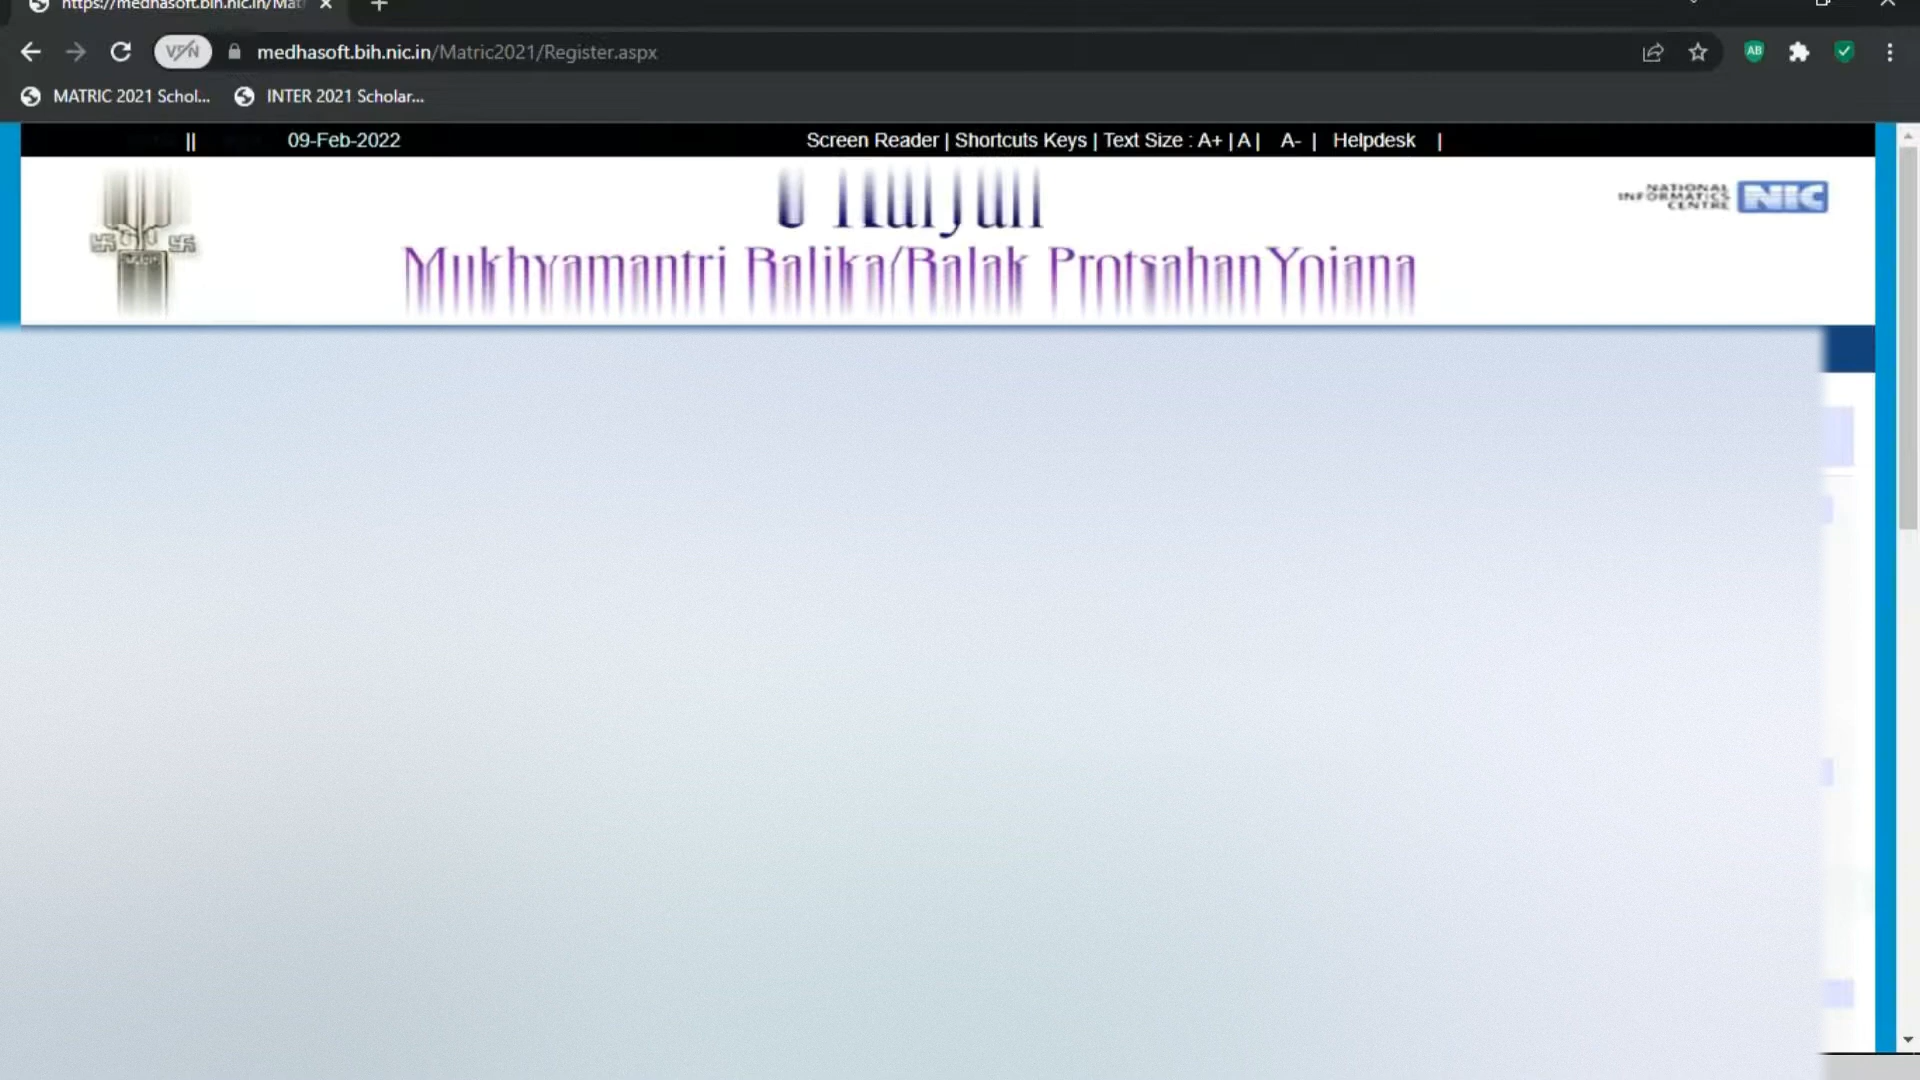 https://medhasoft.bih.nic.in/Mat
medhasoft.bih.nic.in/Matric2021/Register.aspx
MATRIC 2021 Schol... INTER 2021 Scholar...
|| 09-Feb-2022 Screen Reader | Shortcuts Keys | Text Size : A+ | A | A- | Helpdesk |
NATIONAL
INFORMATICS
CENTRE
NIC
Mukhyamantri Balika/Balak Protsahan Yojana